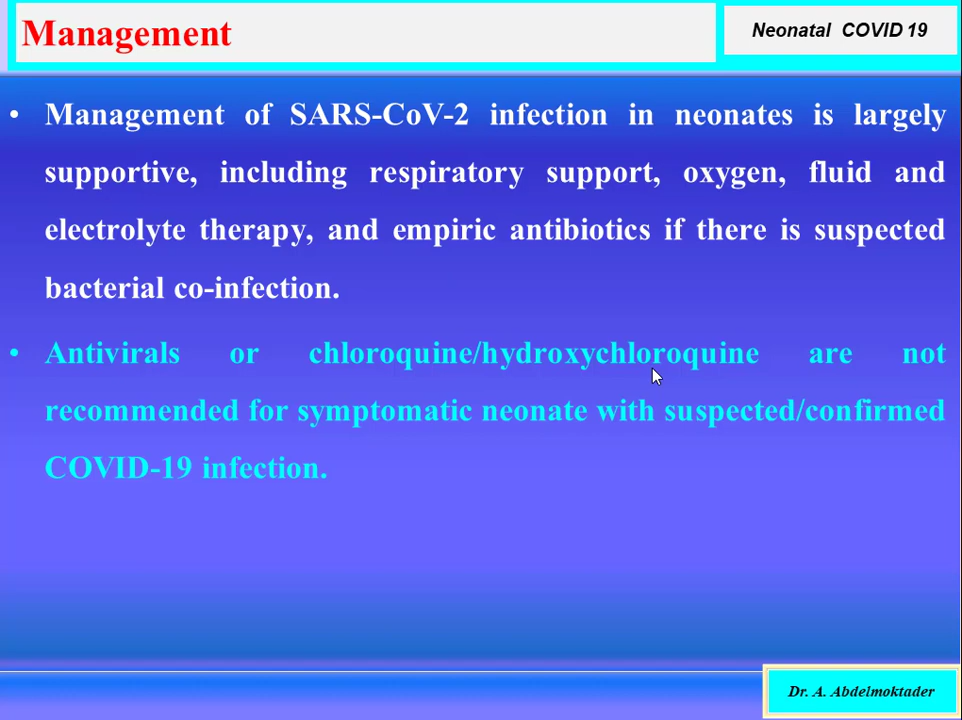 Management
Neonatal COVID 19
• Management of SARS-CoV-2 infection in neonates is largely
supportive, including respiratory support, oxygen, fluid and
electrolyte therapy, and empiric antibiotics if there is suspected
bacterial co-infection.
• Antivirals or chloroquine/hydroxychloroquine are not
recommended for symptomatic neonate with suspected/confirmed
COVID-19 infection.
Dr. A. Abdelmoktader